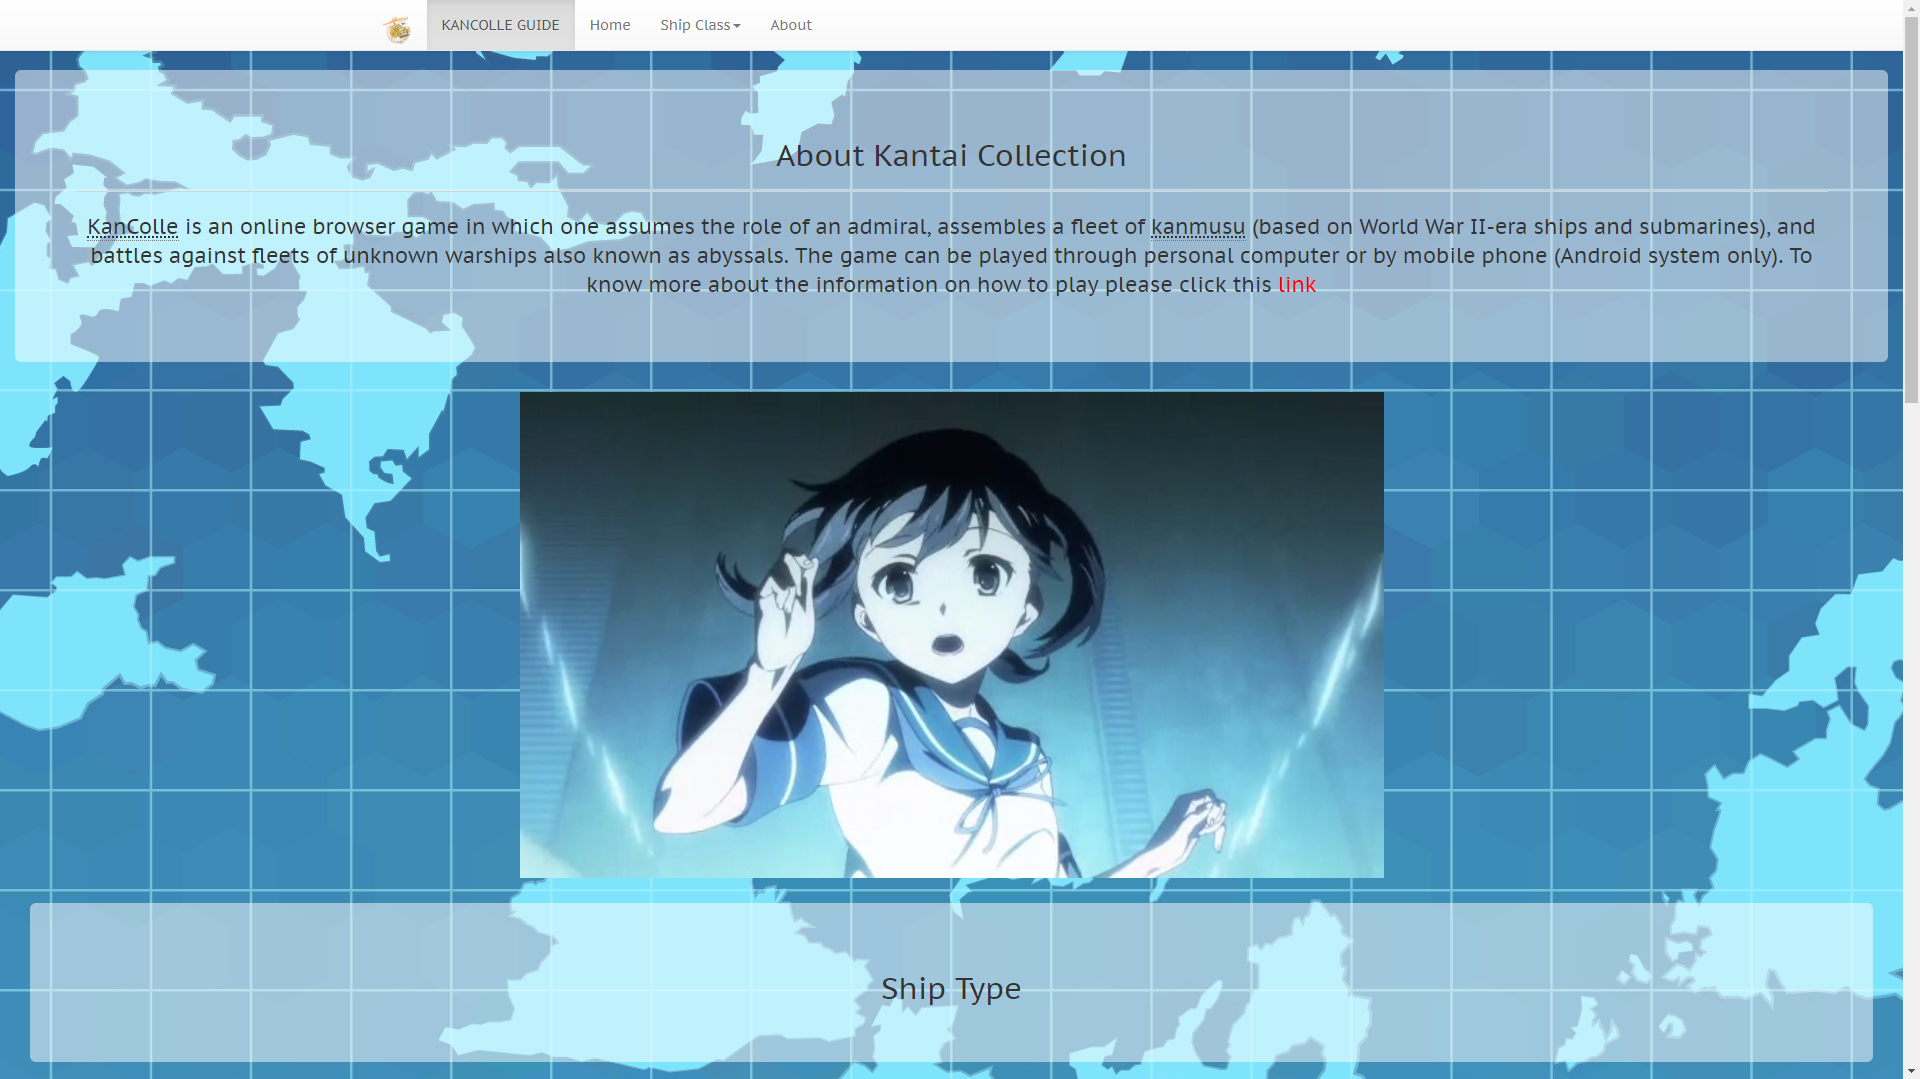 KANCOLLE GUIDE Home Ship Class About
About Kantai Collection
KanColle is an online browser game in which one assumes the role of an admiral, assembles a fleet of kanmusu (based on World War II-era ships and submarines), and
battles against fleets of unknown warships also known as abyssals. The game can be played through personal computer or by mobile phone (Android system only). To
know more about the information on how to play please click this link
Ship Type